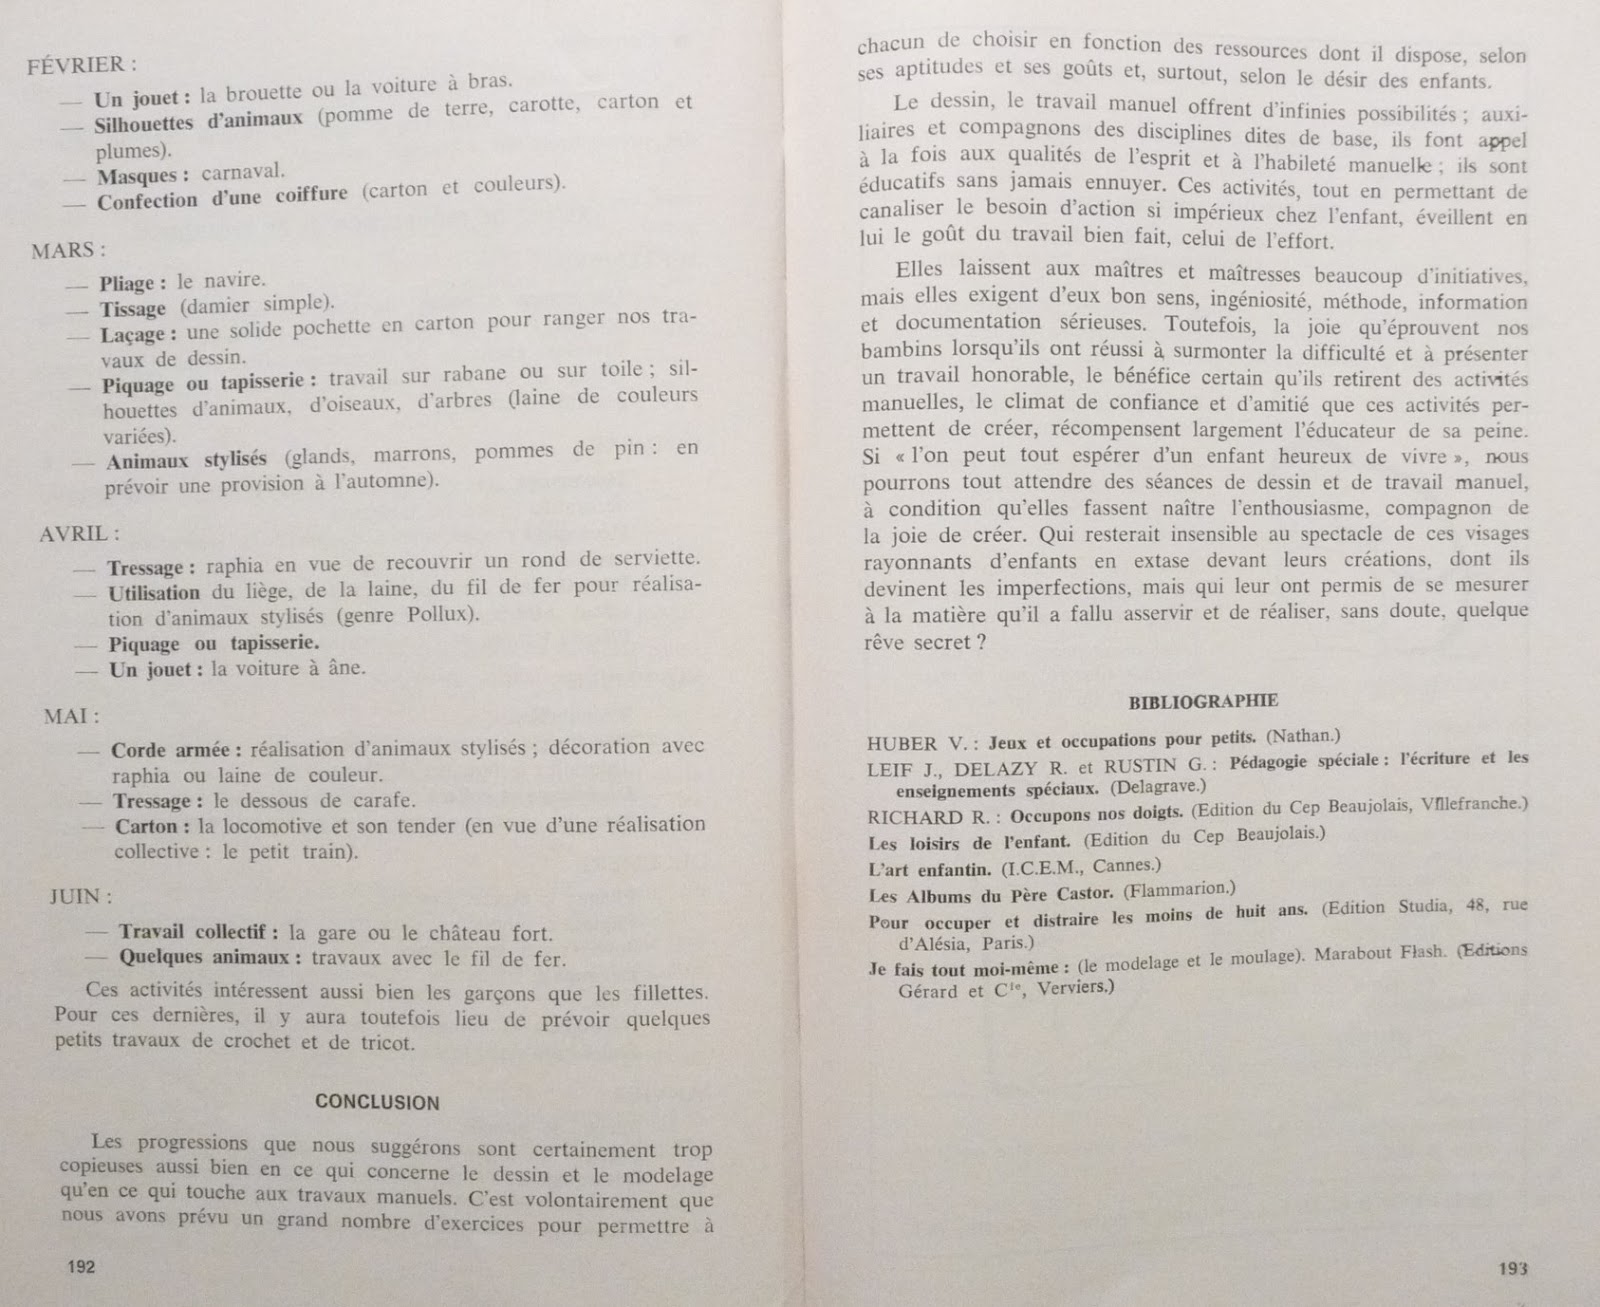 FÉVRIER :
— Un jouet : la brouette ou la voiture à bras.
— Silhouettes d'animaux (pomme de terre, carotte, carton et
plumes).
— Masques : carnaval.
— Confection d'une coiffure (carton et couleurs).
MARS :
— Pliage : le navire.
— Tissage (damier simple).
— Laçage : une solide pochette en carton pour ranger nos tra-
vaux de dessin.
— Piquage ou tapisserie : travail sur rabane ou sur toile ; sil-
houettes d'animaux, d'oiseaux, d'arbres (laine de couleurs
variées).
— Animaux stylisés (glands, marrons, pommes de pin : en
prévoir une provision à l'automne).
AVRIL :
— Tressage : raphia en vue de recouvrir un rond de serviette.
— Utilisation du liège, de la laine, du fil de fer pour réalisa-
tion d'animaux stylisés (genre Pollux).
— Piquage ou tapisserie.
— Un jouet : la voiture à âne.
MAI :
— Corde armée : réalisation d'animaux stylisés ; décoration avec
raphia ou laine de couleur.
— Tressage : le dessous de carafe.
— Carton : la locomotive et son tender (en vue d'une réalisation
collective : le petit train).
JUIN :
— Travail collectif : la gare ou le château fort.
— Quelques animaux : travaux avec le fil de fer.
Ces activités intéressent aussi bien les garçons que les fillettes.
Pour ces dernières, il y aura toutefois lieu de prévoir quelques
petits travaux de crochet et de tricot.
CONCLUSION
Les progressions que nous suggérons sont certainement trop
copieuses aussi bien en ce qui concerne le dessin et le modelage
qu'en ce qui touche aux travaux manuels. C'est volontairement que
nous avons prévu un grand nombre d'exercices pour permettre à
192
chacun de choisir en fonction des ressources dont il dispose, selon
ses aptitudes et ses goûts et, surtout, selon le désir des enfants.
Le dessin, le travail manuel offrent d'infinies possibilités ; auxi-
liaires et compagnons des disciplines dites de base, ils font appel
à la fois aux qualités de l'esprit et à l'habileté manuelle ; ils sont
éducatifs sans jamais ennuyer. Ces activités, tout en permettant de
canaliser le besoin d'action si impérieux chez l'enfant, éveillent en
lui le goût du travail bien fait, celui de l'effort.
Elles laissent aux maîtres et maîtresses beaucoup d'initiatives,
mais elles exigent d'eux bon sens, ingéniosité, méthode, information
et documentation sérieuses. Toutefois, la joie qu'éprouvent nos
bambins lorsqu'ils ont réussi à surmonter la difficulté et à présenter
un travail honorable, le bénéfice certain qu'ils retirent des activités
manuelles, le climat de confiance et d'amitié que ces activités per-
mettent de créer, récompensent largement l'éducateur de sa peine.
Si « l'on peut tout espérer d'un enfant heureux de vivre », nous
pourrons tout attendre des séances de dessin et de travail manuel,
à condition qu'elles fassent naître l'enthousiasme, compagnon de
la joie de créer. Qui resterait insensible au spectacle de ces visages
rayonnants d'enfants en extase devant leurs créations, dont ils
devinent les imperfections, mais qui leur ont permis de se mesurer
à la matière qu'il a fallu asservir et de réaliser, sans doute, quelque
rêve secret ?
BIBLIOGRAPHIE
HUBER V. : Jeux et occupations pour petits. (Nathan.)
LEIF J., DELAZY R. et RUSTIN G. : Pédagogie spéciale : l'écriture et les
enseignements spéciaux. (Delagrave.)
RICHARD R. : Occupons nos doigts. (Edition du Cep Beaujolais, Villefranche.)
Les loisirs de l'enfant. (Edition du Cep Beaujolais.)
L'art enfantin. (I.C.E.M., Cannes.)
Les Albums du Père Castor. (Flammarion.)
Pour occuper et distraire les moins de huit ans. (Edition Studia, 48, rue
d'Alésia, Paris.)
Je fais tout moi-même : (le modelage et le moulage). Marabout Flash. (Editions
Gérard et Cie, Verviers.)
193